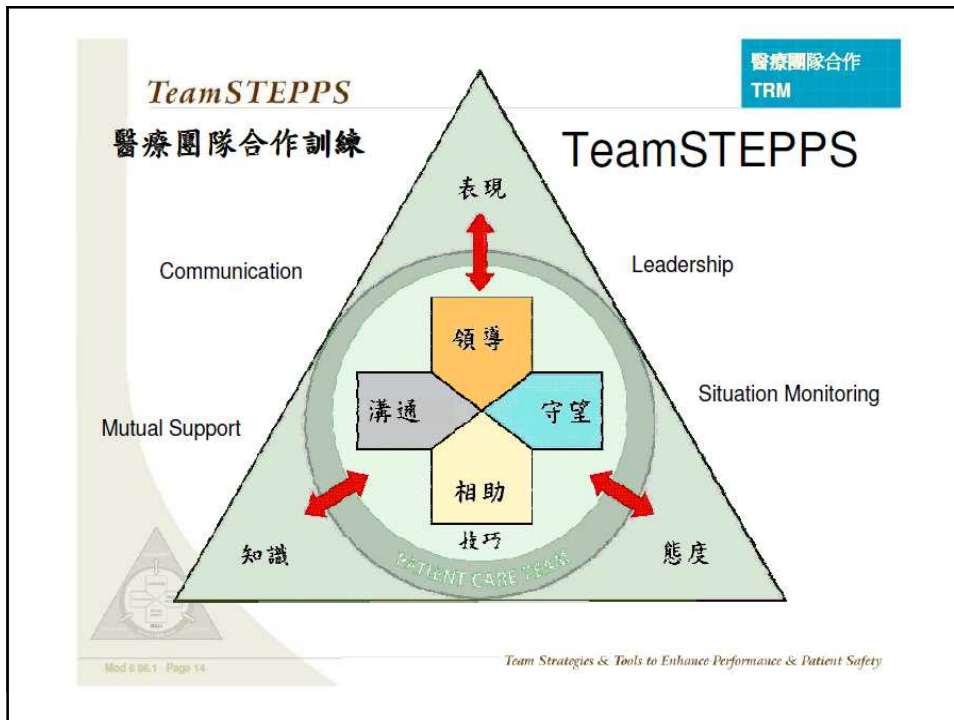 醫療團隊合作
TRM
TeamSTEPPS
醫療團隊合作訓練
TeamSTEPPS
表現
Communication
Leadership
領導
Situation Monitoring
溝通
守望
Mutual Support
相助
技巧
知識
態度
PATIENT CARE TEAM
Mod 6 06.1 Page 14
Team Strategies & Tools to Enhance Performance & Patient Safety